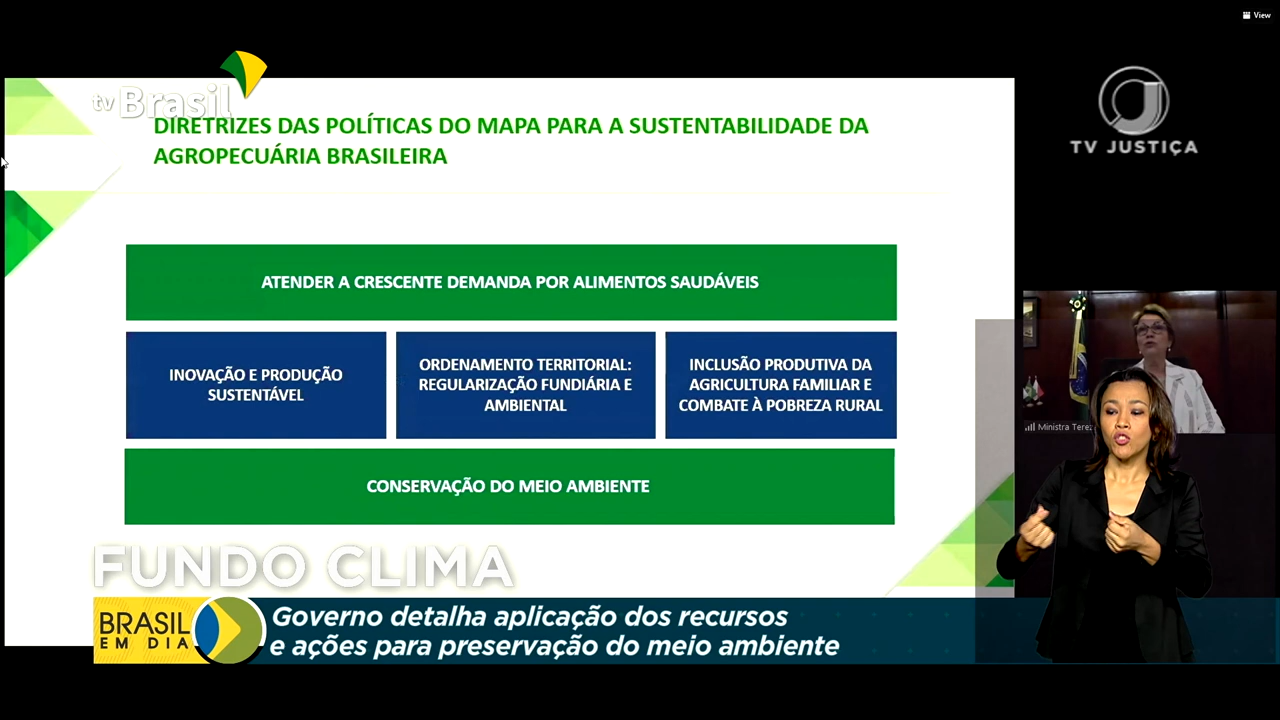 View
tv Brasil
TV JUSTIÇA
DIRETRIZES DAS POLÍTICAS DO MAPA PARA A SUSTENTABILIDADE DA
AGROPECUÁRIA BRASILEIRA
ATENDER A CRESCENTE DEMANDA POR ALIMENTOS SAUDÁVEIS
INOVAÇÃO E PRODUÇÃO
SUSTENTÁVEL
ORDENAMENTO TERRITORIAL:
REGULARIZAÇÃO FUNDIÁRIA E
AMBIENTAL
INCLUSÃO PRODUTIVA DA
AGRICULTURA FAMILIAR E
COMBATE À POBREZA RURAL
CONSERVAÇÃO DO MEIO AMBIENTE
Ministra
FUNDO CLIMA
BRASIL
EM DIA
Governo detalha aplicação dos recursos
e ações para preservação do meio ambiente